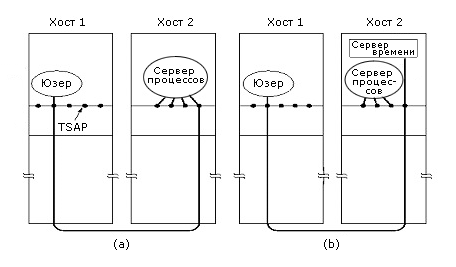 Хост 1
Хост 2
Хост 1
Хост 2
Юзер
Сервер
процессов
TSAP
Юзер
Сервер
времени
Сервер
процес-
сов
(a)
(b)